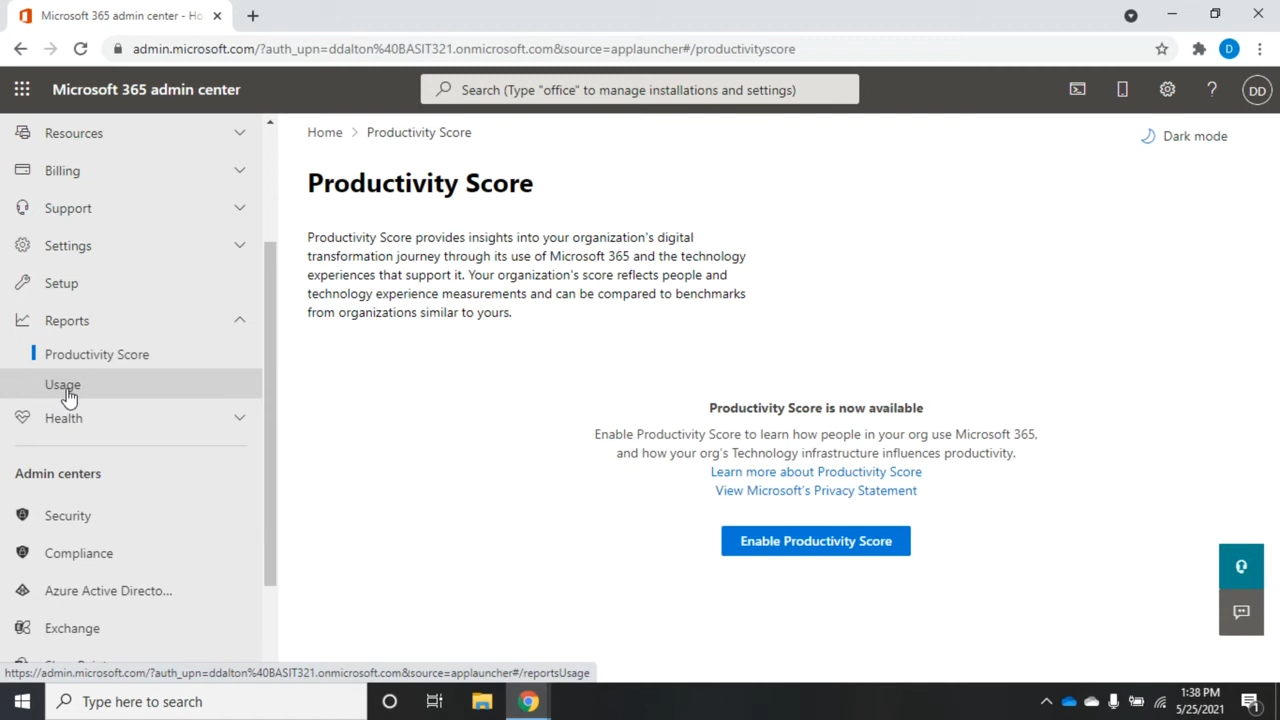 Microsoft 365 admin center - Ho
admin.microsoft.com/?auth_upn=ddalton%40BASIT321.onmicrosoft.com&source=applauncher#/productivityscore
D
Microsoft 365 admin center
Search (Type "office" to manage installations and settings)
?
DD
Resources
Billing
Support
Settings
Setup
Reports
Productivity Score
Usage
Health
Admin centers
Security
Compliance
Azure Active Directo...
Exchange
Home > Productivity Score
Dark mode
Productivity Score
Productivity Score provides insights into your organization's digital
transformation journey through its use of Microsoft 365 and the technology
experiences that support it. Your organization's score reflects people and
technology experience measurements and can be compared to benchmarks
from organizations similar to yours.
Productivity Score is now available
Enable Productivity Score to learn how people in your org use Microsoft 365,
and how your org's Technology infrastructure influences productivity.
Learn more about Productivity Score
View Microsoft's Privacy Statement
Enable Productivity Score
https://admin.microsoft.com/?auth_upn=ddalton%40BASIT321.onmicrosoft.com&source=applauncher#/reportsUsage
Type here to search
1:38 PM
5/25/2021
1